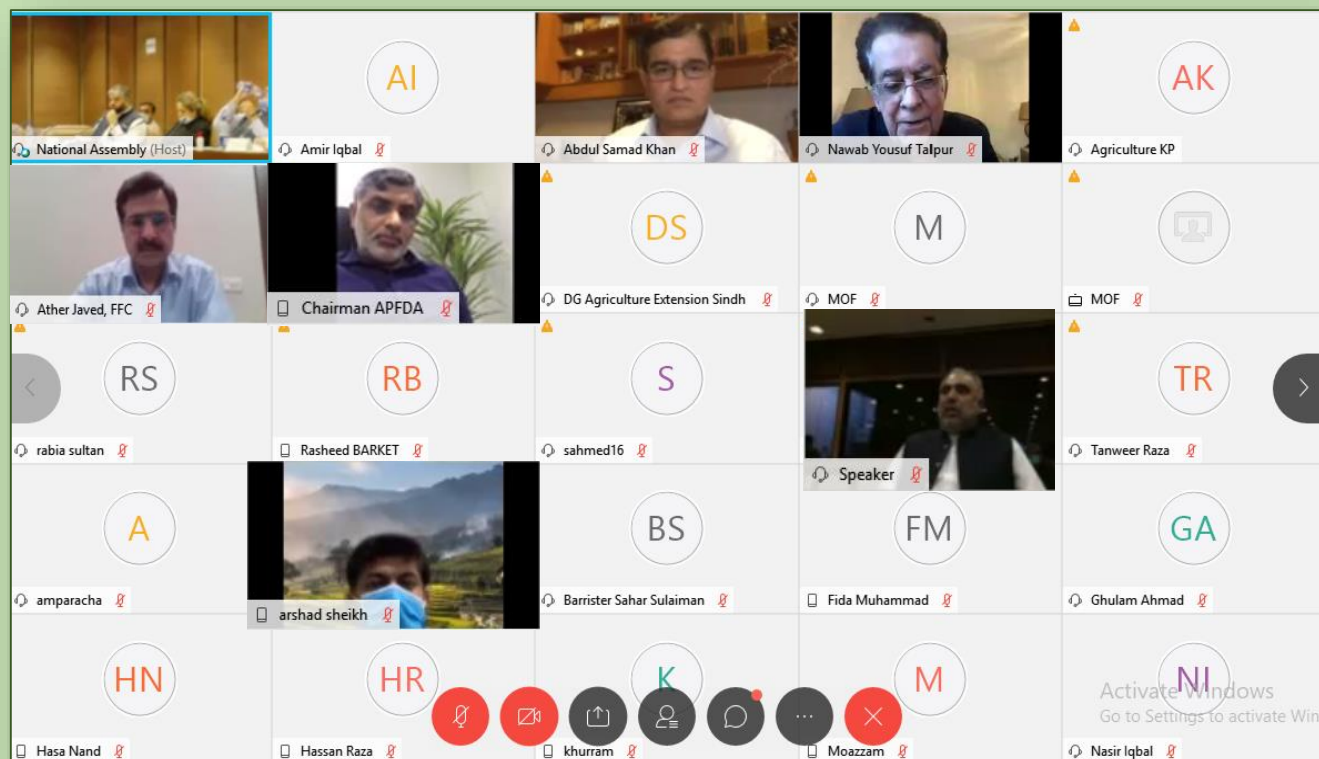 National Assembly (Host)
AI
Amir Iqbal
Abdul Samad Khan
Nawab Yousuf Talpur
AK
Agriculture KP
Ather Javed, FFC
Chairman APFDA
DS
DG Agriculture Extension Sindh
M
MOF
MOF
RS
rabia sultan
RB
Rasheed BARKET
S
sahmed16
Speaker
TR
Tanweer Raza
A
amparacha
arshad sheikh
BS
Barrister Sahar Sulaiman
FM
Fida Muhammad
GA
Ghulam Ahmad
HN
Hasa Nand
HR
Hassan Raza
K
khurram
M
Moazzam
NI
Nasir Iqbal
Activate Windows
Go to Settings to activate Win